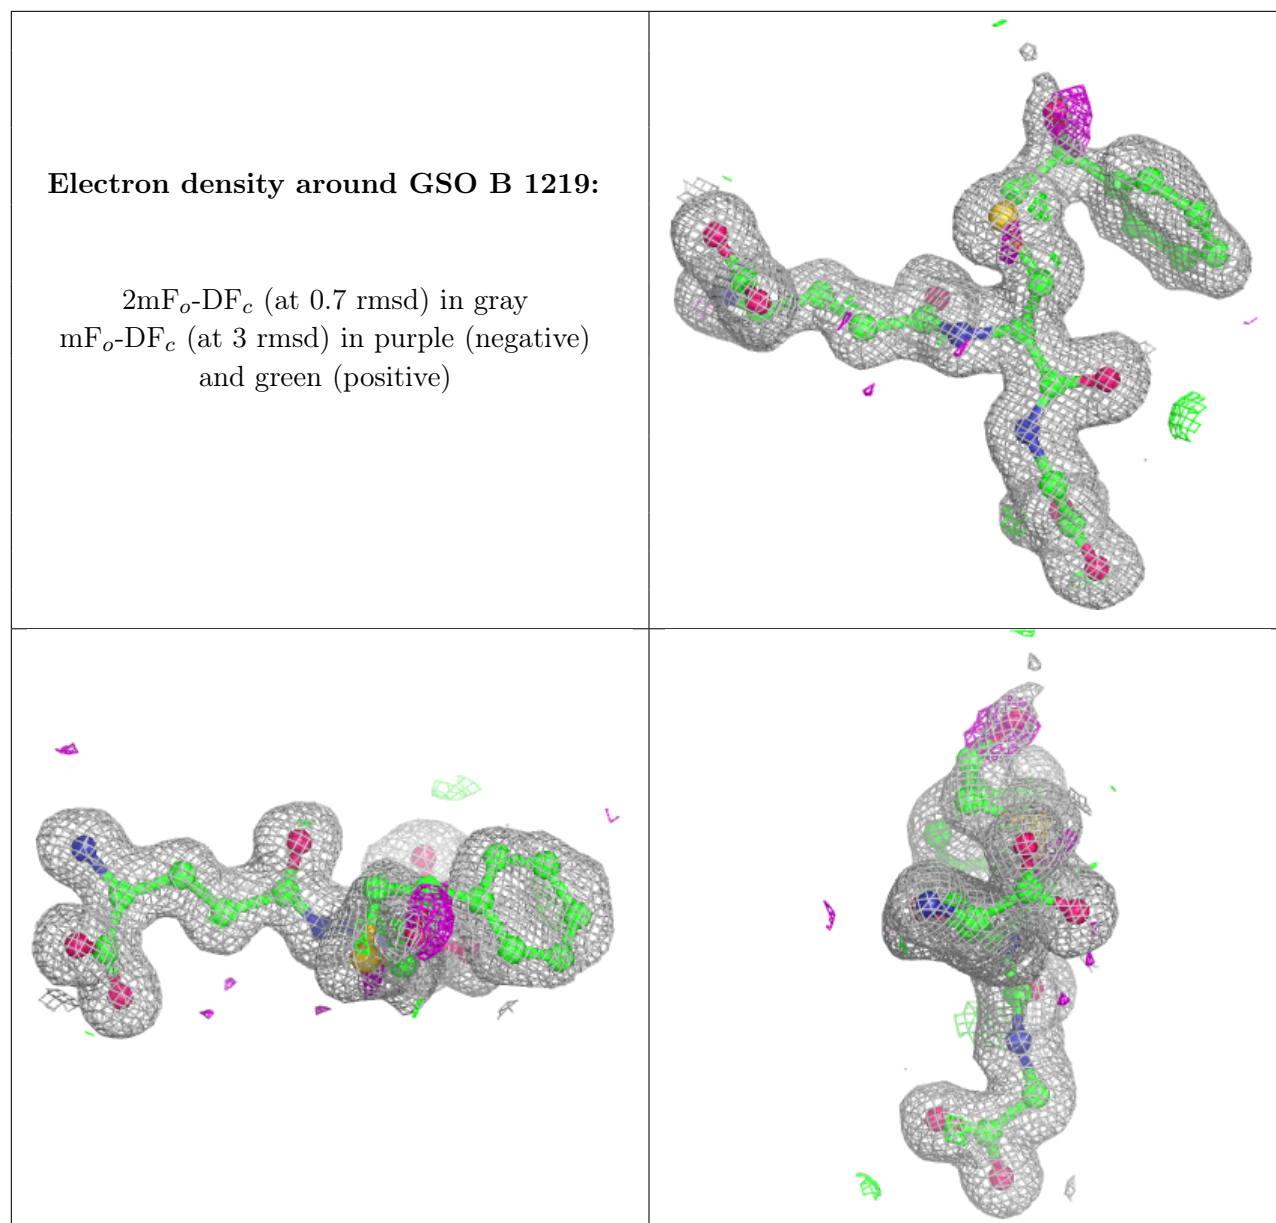 Electron density around GSO B 1219:
2mFo-DFc (at 0.7 rmsd) in gray
mFo-DFc (at 3 rmsd) in purple (negative)
and green (positive)